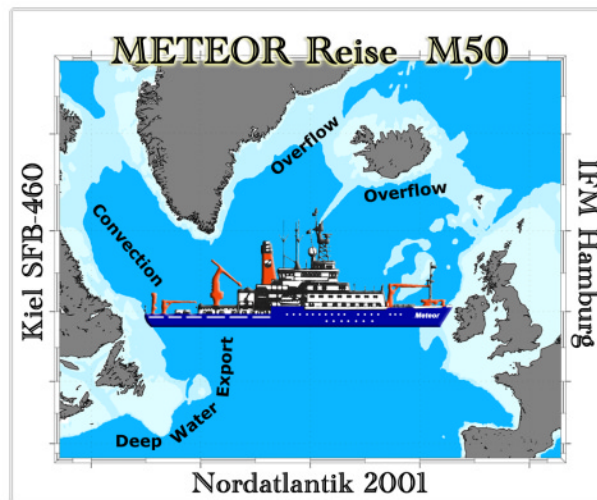 METEOR Reise M50
Overflow
Overflow
Convection
Kiel SFB-460
IFM Hamburg
Meteor
Deep Water Export
Nordatlantik 2001